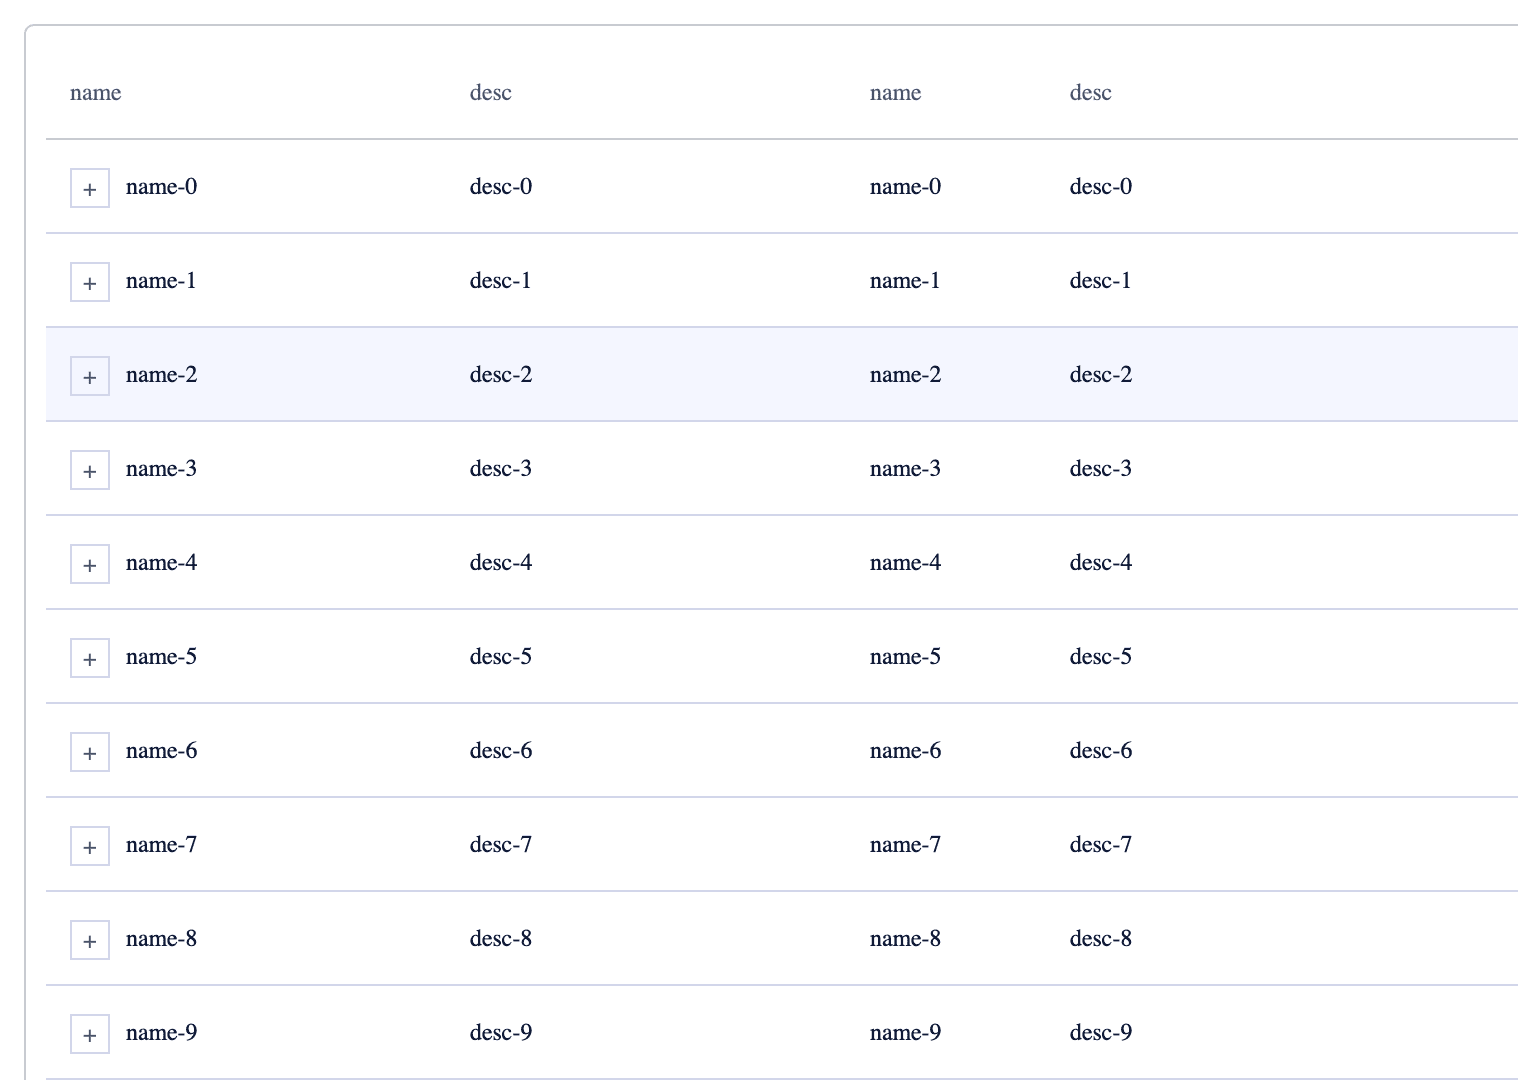 name desc name desc
+ name-0 desc-0 name-0 desc-0
+ name-1 desc-1 name-1 desc-1
+ name-2 desc-2 name-2 desc-2
+ name-3 desc-3 name-3 desc-3
+ name-4 desc-4 name-4 desc-4
+ name-5 desc-5 name-5 desc-5
+ name-6 desc-6 name-6 desc-6
+ name-7 desc-7 name-7 desc-7
+ name-8 desc-8 name-8 desc-8
+ name-9 desc-9 name-9 desc-9